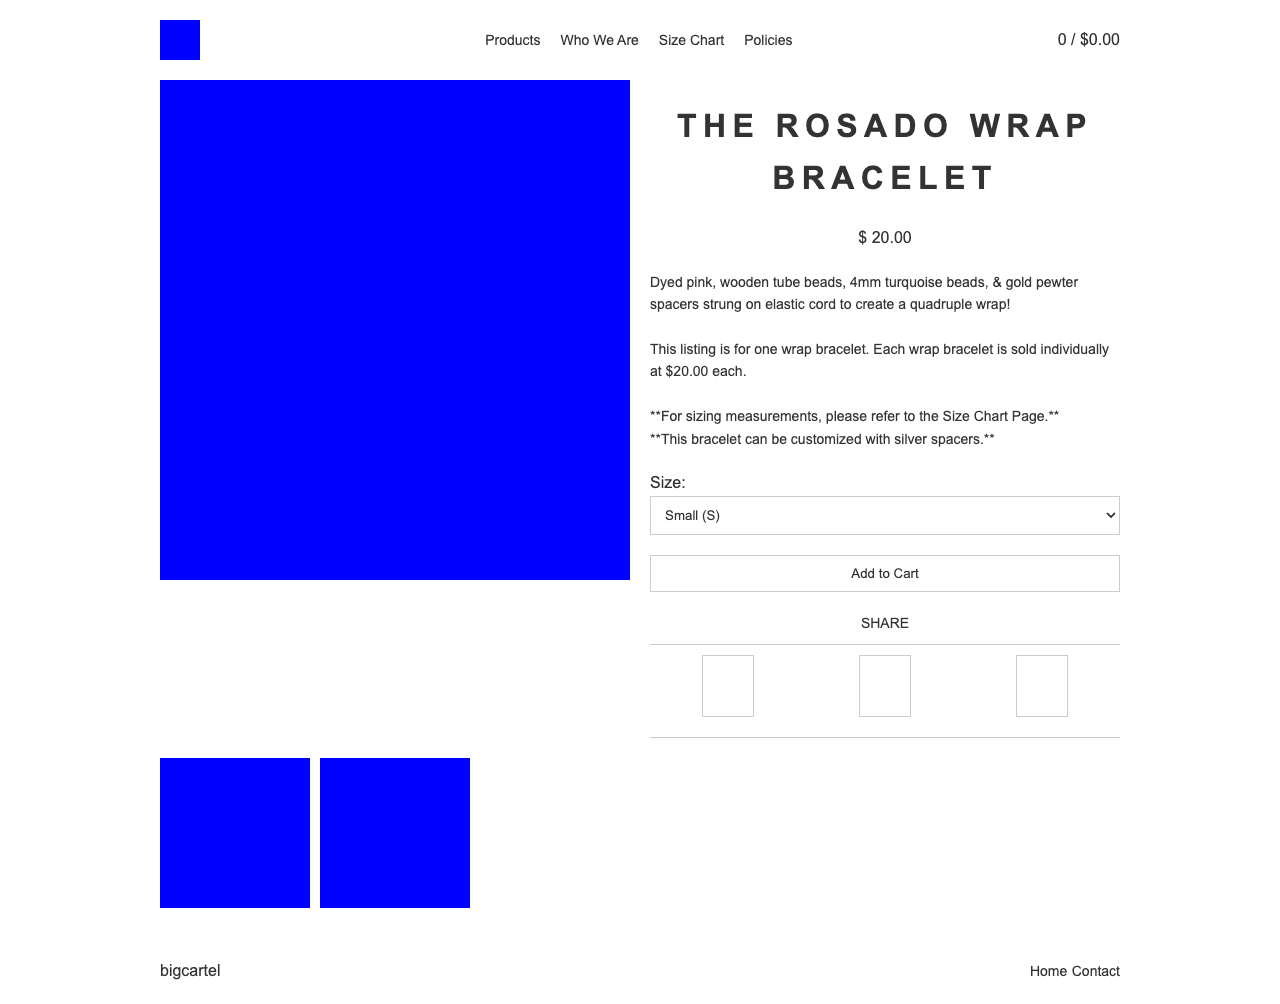 Products Who We Are Size Chart Policies 0 / $0.00
THE ROSADO WRAP
BRACELET
$ 20.00
Dyed pink, wooden tube beads, 4mm turquoise beads, & gold pewter
spacers strung on elastic cord to create a quadruple wrap!
This listing is for one wrap bracelet. Each wrap bracelet is sold individually
at $20.00 each.
**For sizing measurements, please refer to the Size Chart Page.**
**This bracelet can be customized with silver spacers.**
Size:
Small (S)
Add to Cart
SHARE
bigcartel Home Contact